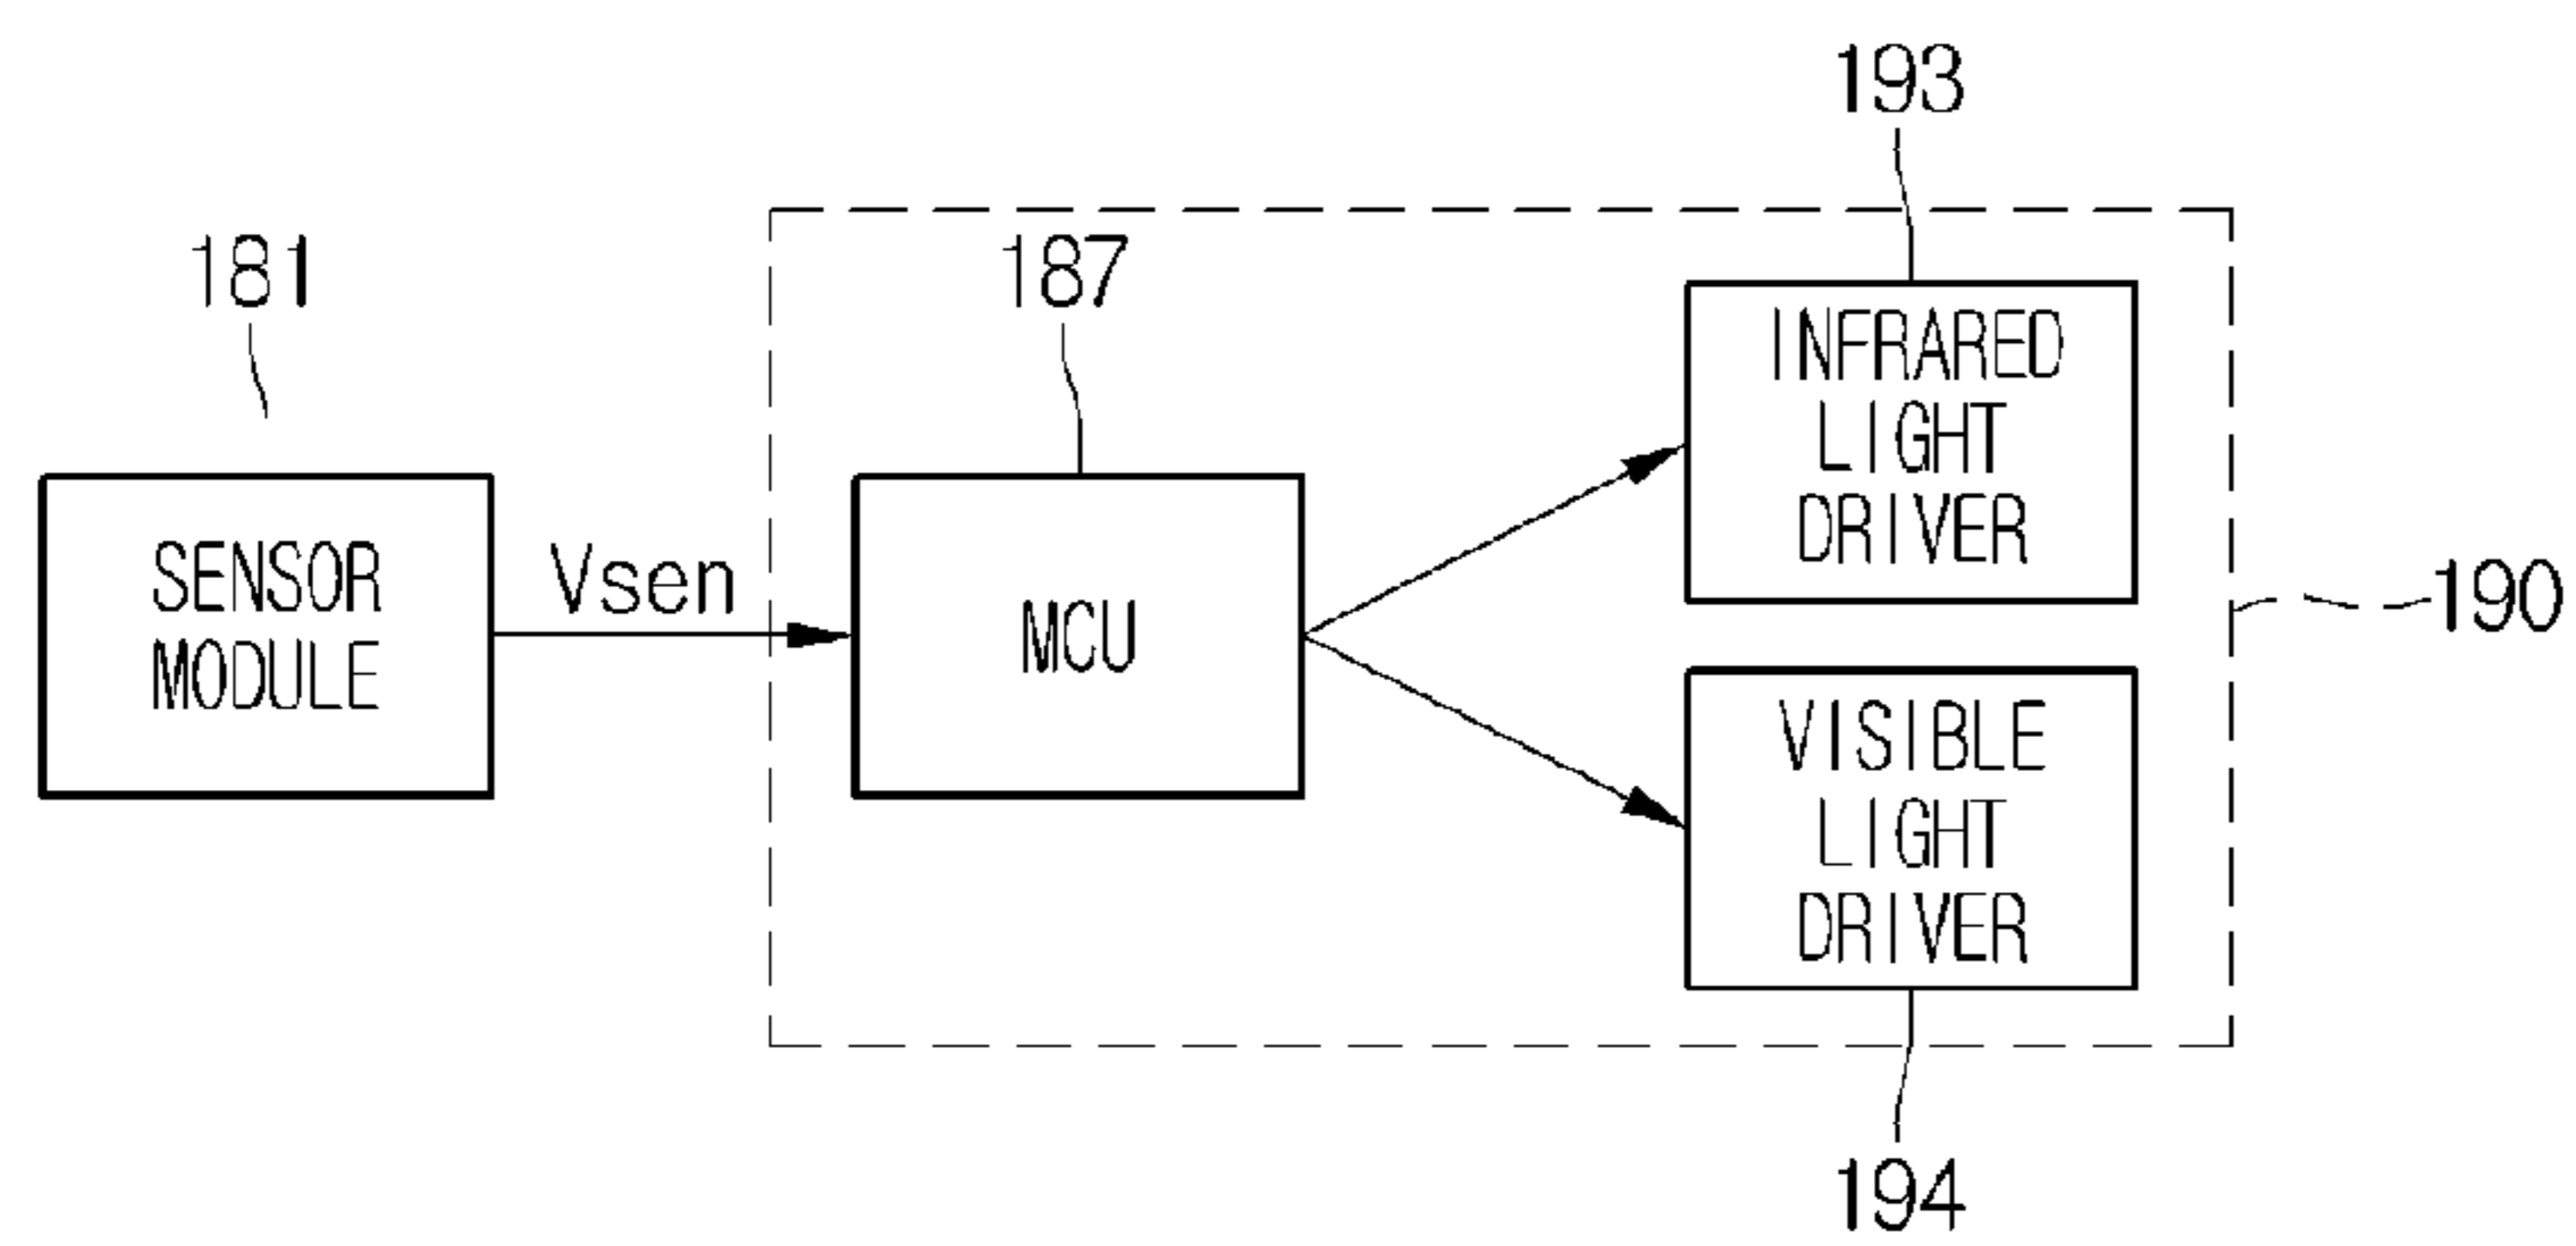 193
181
187
INFRARED
LIGHT
DRIVER
SENSOR
MODULE
Vsen
MCU
190
VISIBLE
LIGHT
DRIVER
194